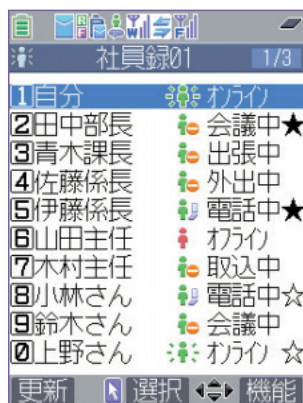 社員録01 1/3
1自分 オンライン
2田中部長 会議中★
3青木課長 出張中
4佐藤係長 外出中
5伊藤係長 電話中★
6山田主任 オフライン
7木村主任 取込中
8小林さん 電話中☆
9鈴木さん 会議中
0上野さん オンライン ☆
更新 選択 機能